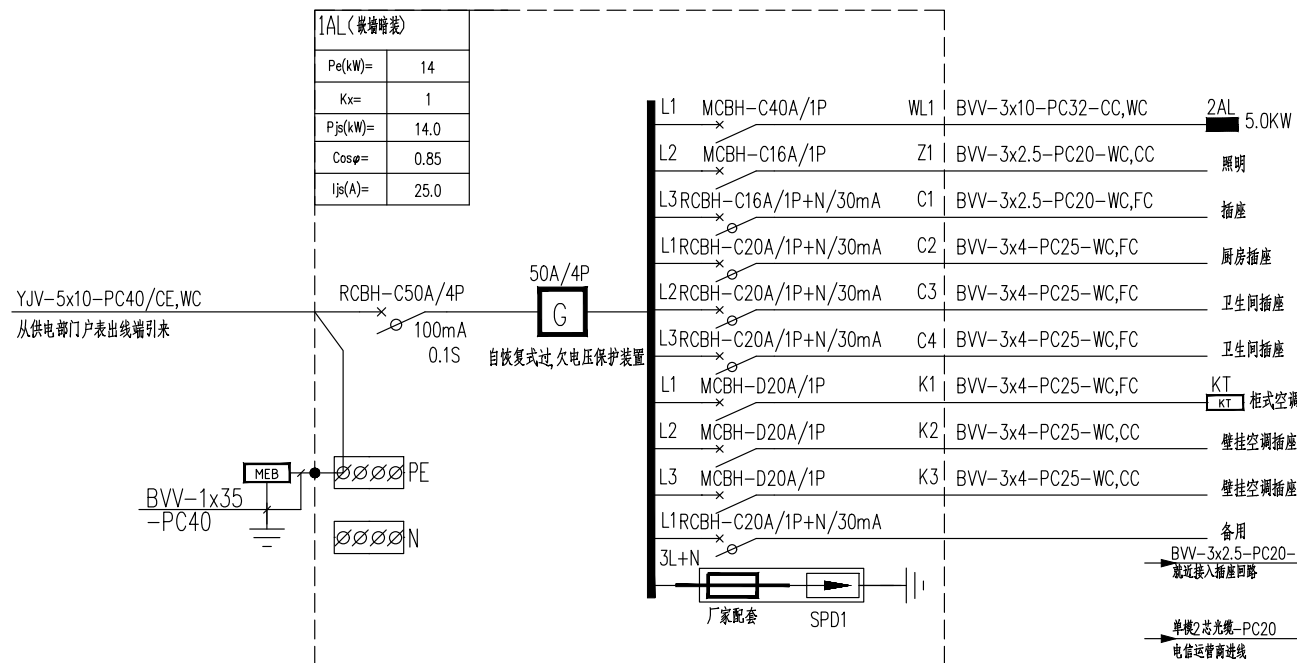 1AL(嵌墙暗装)
Pe(kW)= 14
Kx= 1
Pjs(kW)= 14.0
Cosφ= 0.85
Ijs(A)= 25.0
L1 MCBH-C40A/1P WL1 BVV-3x10-PC32-CC,WC 2AL 5.0KW
L2 MCBH-C16A/1P Z1 BVV-3x2.5-PC20-WC,CC 照明
L3 RCBH-C16A/1P+N/30mA C1 BVV-3x2.5-PC20-WC,FC 插座
L1 RCBH-C20A/1P+N/30mA C2 BVV-3x4-PC25-WC,FC 厨房插座
L2 RCBH-C20A/1P+N/30mA C3 BVV-3x4-PC25-WC,FC 卫生间插座
L3 RCBH-C20A/1P+N/30mA C4 BVV-3x4-PC25-WC,FC 卫生间插座
L1 MCBH-D20A/1P K1 BVV-3x4-PC25-WC,FC KT KT 柜式空调
L2 MCBH-D20A/1P K2 BVV-3x4-PC25-WC,CC 壁挂空调插座
L3 MCBH-D20A/1P K3 BVV-3x4-PC25-WC,CC 壁挂空调插座
L1 RCBH-C20A/1P+N/30mA 备用
3L+N
厂家配套 SPD1
YJV-5x10-PC40/CE,WC
从供电部门户表出线端引来
RCBH-C50A/4P
100mA
0.1S
50A/4P
G
自恢复式过,欠电压保护装置
MEB
PE
BVV-1x35
-PC40
N
BVV-3x2.5-PC20-
就近接入插座回路
单模2芯光缆-PC20
电信运营商进线